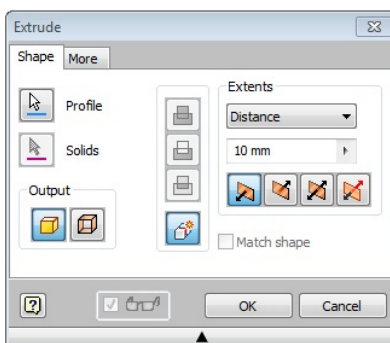 Extrude
Shape
More
Profile
Solids
Output
Extents
Distance
10 mm
Match shape
?
OK
Cancel